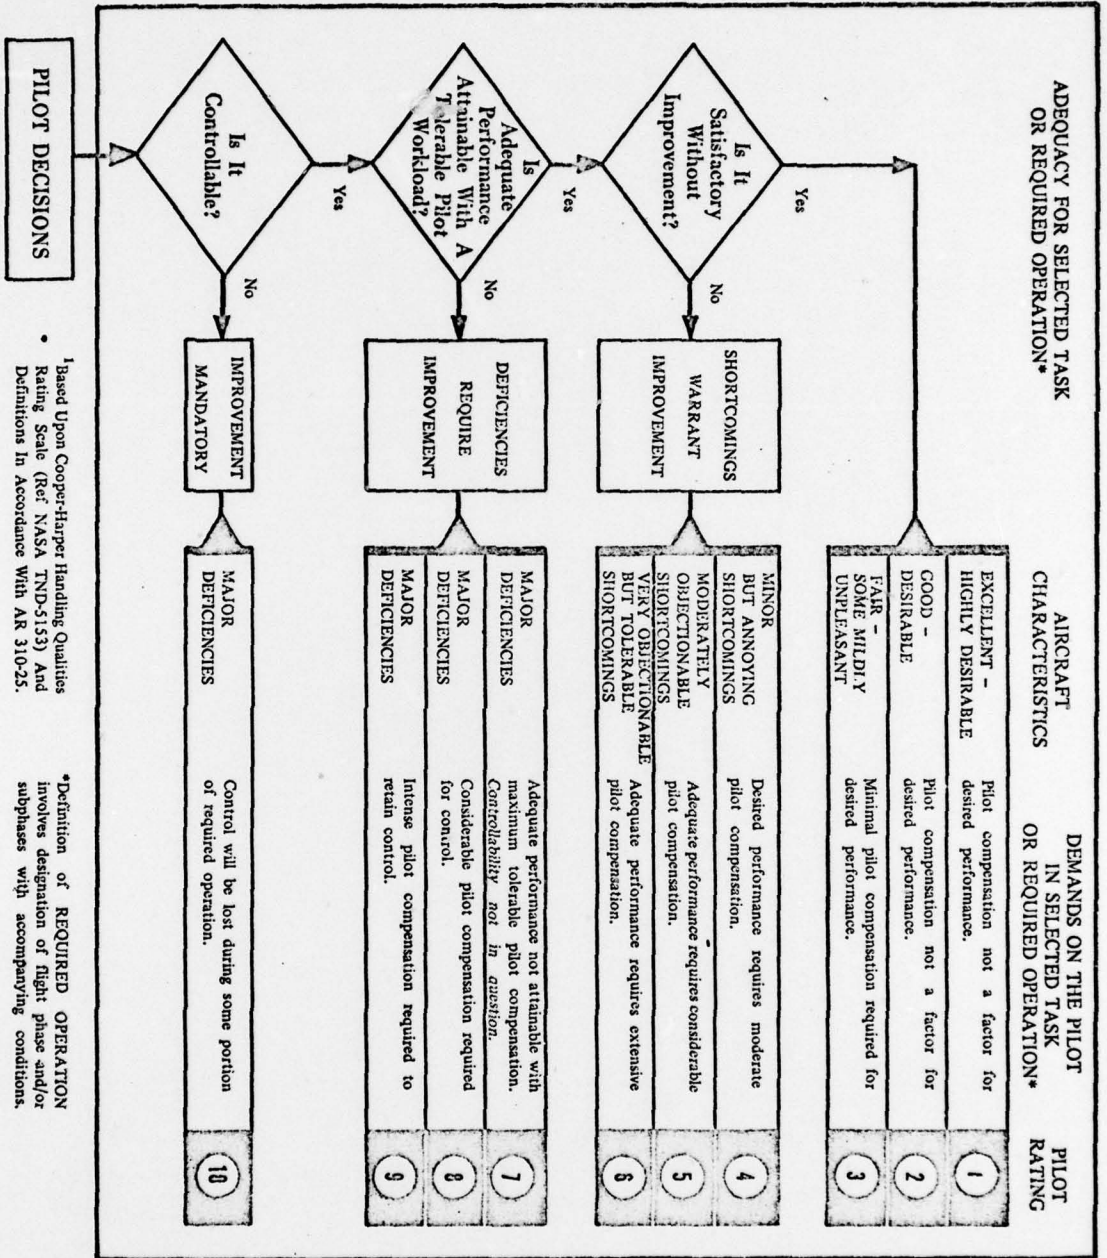 ADEQUACY FOR SELECTED TASK
OR REQUIRED OPERATION*
AIRCRAFT
CHARACTERISTICS
DEMANDS ON THE PILOT
IN SELECTED TASK
OR REQUIRED OPERATION*
PILOT
RATING
EXCELLENT –
HIGHLY DESIRABLE
Pilot compensation not a factor for
desired performance.
1
GOOD –
DESIRABLE
Pilot compensation not a factor for
desired performance.
2
FAIR –
SOME MILDLY
UNPLEASANT
Minimal pilot compensation required for
desired performance.
3
Yes
Is It
Satisfactory
Without
Improvement?
No
SHORTCOMINGS
WARRANT
IMPROVEMENT
MINOR
BUT ANNOYING
SHORTCOMINGS
Desired performance requires moderate
pilot compensation.
4
MODERATELY
OBJECTIONABLE
SHORTCOMINGS
Adequate performance requires considerable
pilot compensation.
5
VERY OBJECTIONABLE
BUT TOLERABLE
SHORTCOMINGS
Adequate performance requires extensive
pilot compensation.
6
Yes
Is
Adequate
Performance
Attainable With A
Tolerable Pilot
Workload?
No
DEFICIENCIES
REQUIRE
IMPROVEMENT
MAJOR
DEFICIENCIES
Adequate performance not attainable with
maximum tolerable pilot compensation.
Controllability not in question.
7
MAJOR
DEFICIENCIES
Considerable pilot compensation required
for control.
8
MAJOR
DEFICIENCIES
Intense pilot compensation required to
retain control.
9
Yes
Is It
Controllable?
No
IMPROVEMENT
MANDATORY
MAJOR
DEFICIENCIES
Control will be lost during some portion
of required operation.
10
PILOT DECISIONS
¹Based Upon Cooper-Harper Handling Qualities
Rating Scale (Ref NASA TND-5153) And
Definitions In Accordance With AR 310-25.
*Definition of REQUIRED OPERATION
involves designation of flight phase and/or
subphases with accompanying conditions.